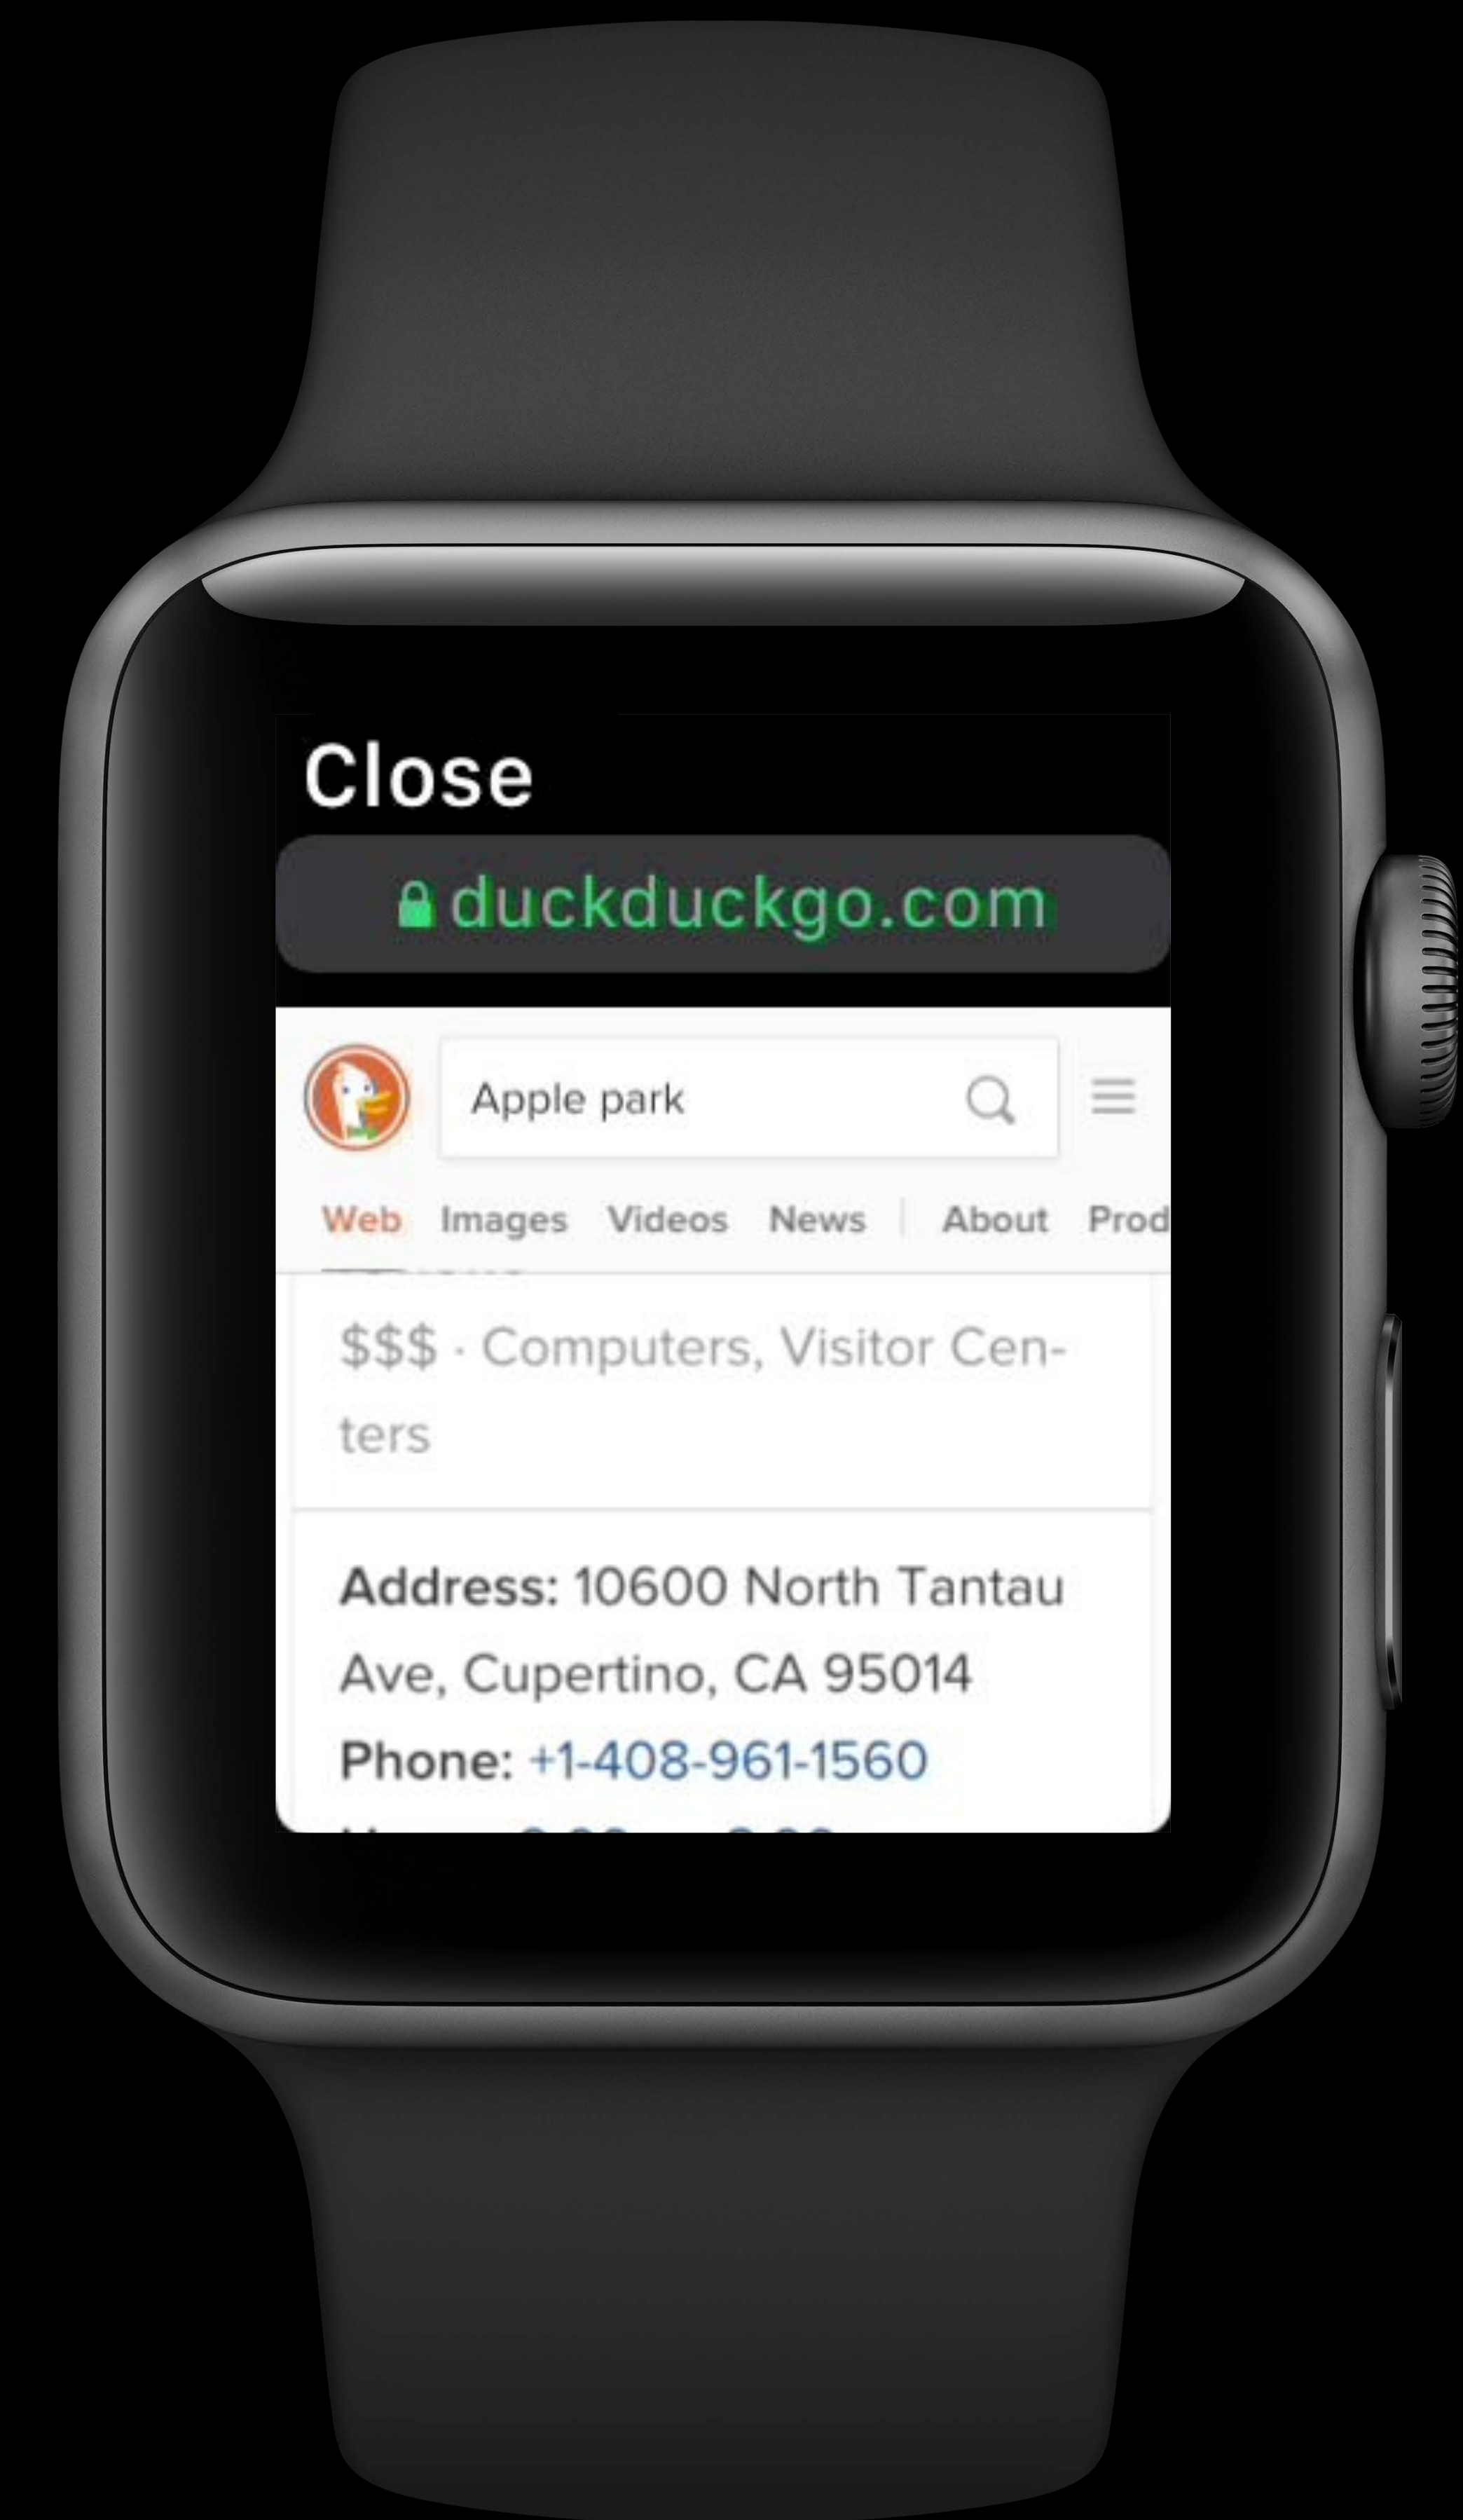 Close
duckduckgo.com
Apple park
Web Images Videos News About Prod
$$$ · Computers, Visitor Cen-
ters
Address: 10600 North Tantau
Ave, Cupertino, CA 95014
Phone: +1-408-961-1560